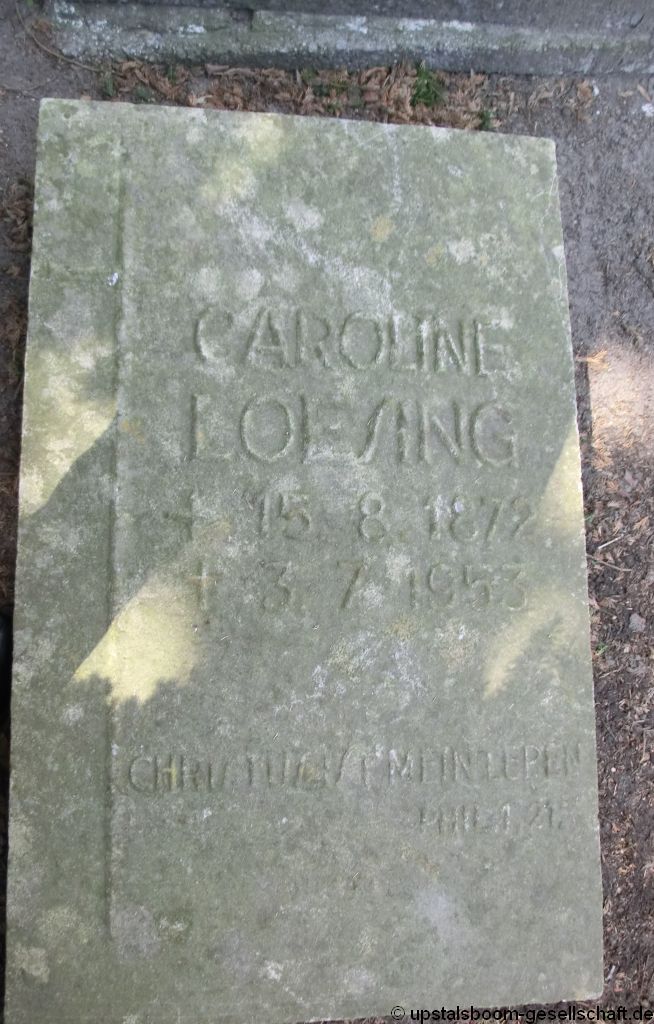 CAROLINE
LOESING
* 15. 8. 1872
† 3. 7. 1953
CHRISTUS IST MEIN LEBEN
PHIL. 1, 21.
© upstalsboom-gesellschaft.de